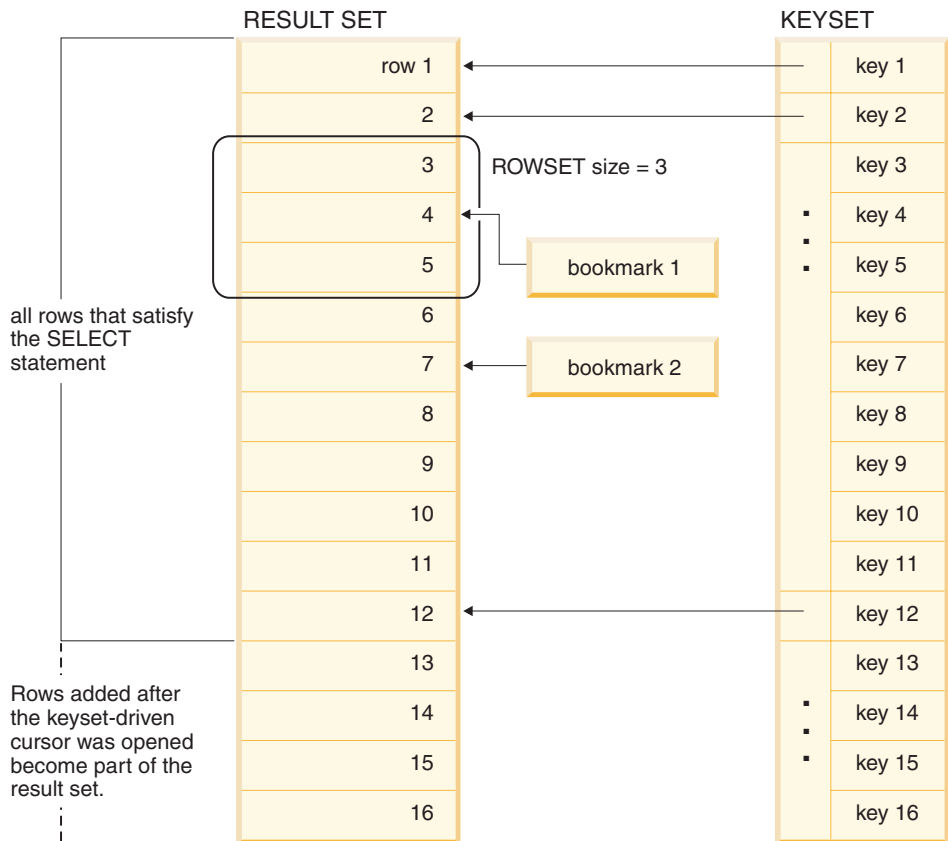 RESULT SET
KEYSET
row 1
key 1
2
key 2
3
ROWSET size = 3
key 3
4
key 4
5
bookmark 1
key 5
all rows that satisfy
the SELECT
statement
6
key 6
7
bookmark 2
key 7
8
key 8
9
key 9
10
key 10
11
key 11
12
key 12
13
key 13
Rows added after
the keyset-driven
cursor was opened
become part of the
result set.
14
key 14
15
key 15
16
key 16